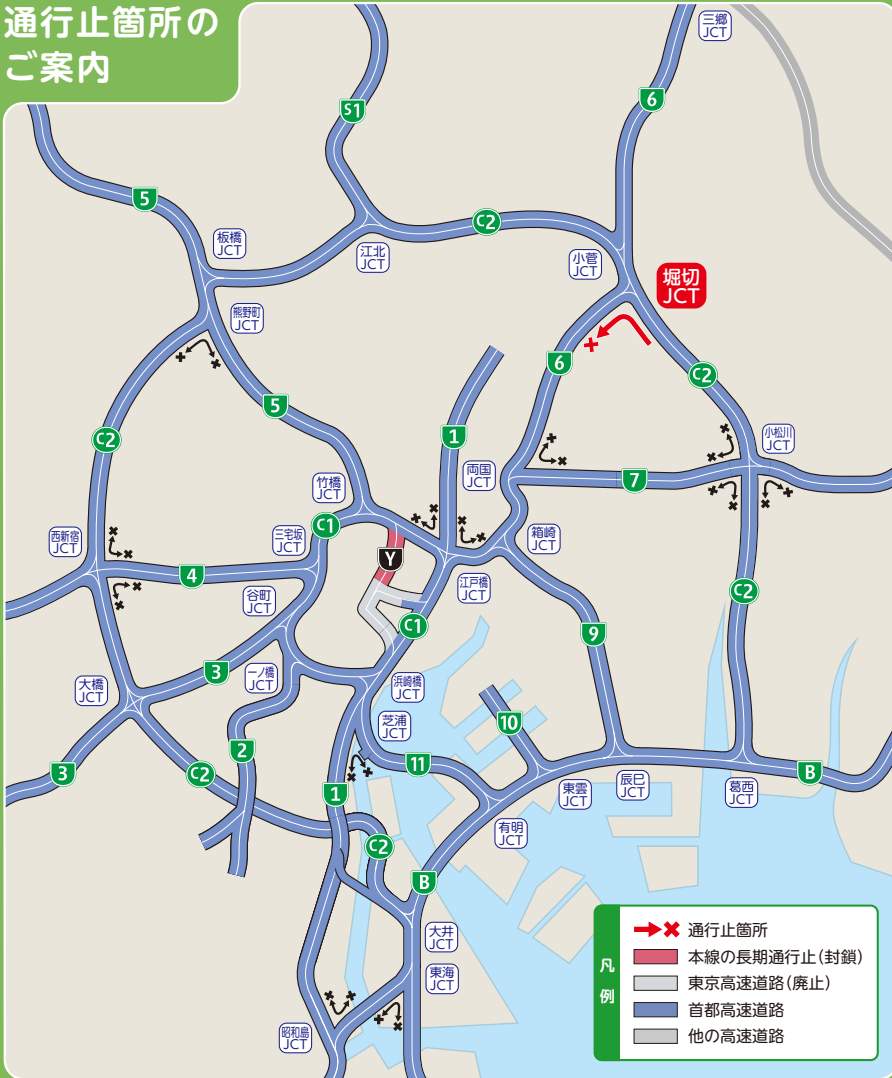 通行止箇所の
ご案内
三郷
JCT
6
S1
5
C2
板橋
JCT
江北
JCT
小菅
JCT
堀切
JCT
熊野町
JCT
6
C2
5
C2
1
小松川
JCT
両国
JCT
7
竹橋
JCT
C1
三宅坂
JCT
西新宿
JCT
箱崎
JCT
Y
4
江戸橋
JCT
C2
谷町
JCT
C1
9
3
一ノ橋
JCT
大橋
JCT
浜崎橋
JCT
芝浦
JCT
10
2
3
C2
11
B
1
東雲
JCT
辰巳
JCT
葛西
JCT
有明
JCT
C2
B
大井
JCT
東海
JCT
昭和島
JCT
凡例
通行止箇所
本線の長期通行止(封鎖)
東京高速道路(廃止)
首都高速道路
他の高速道路